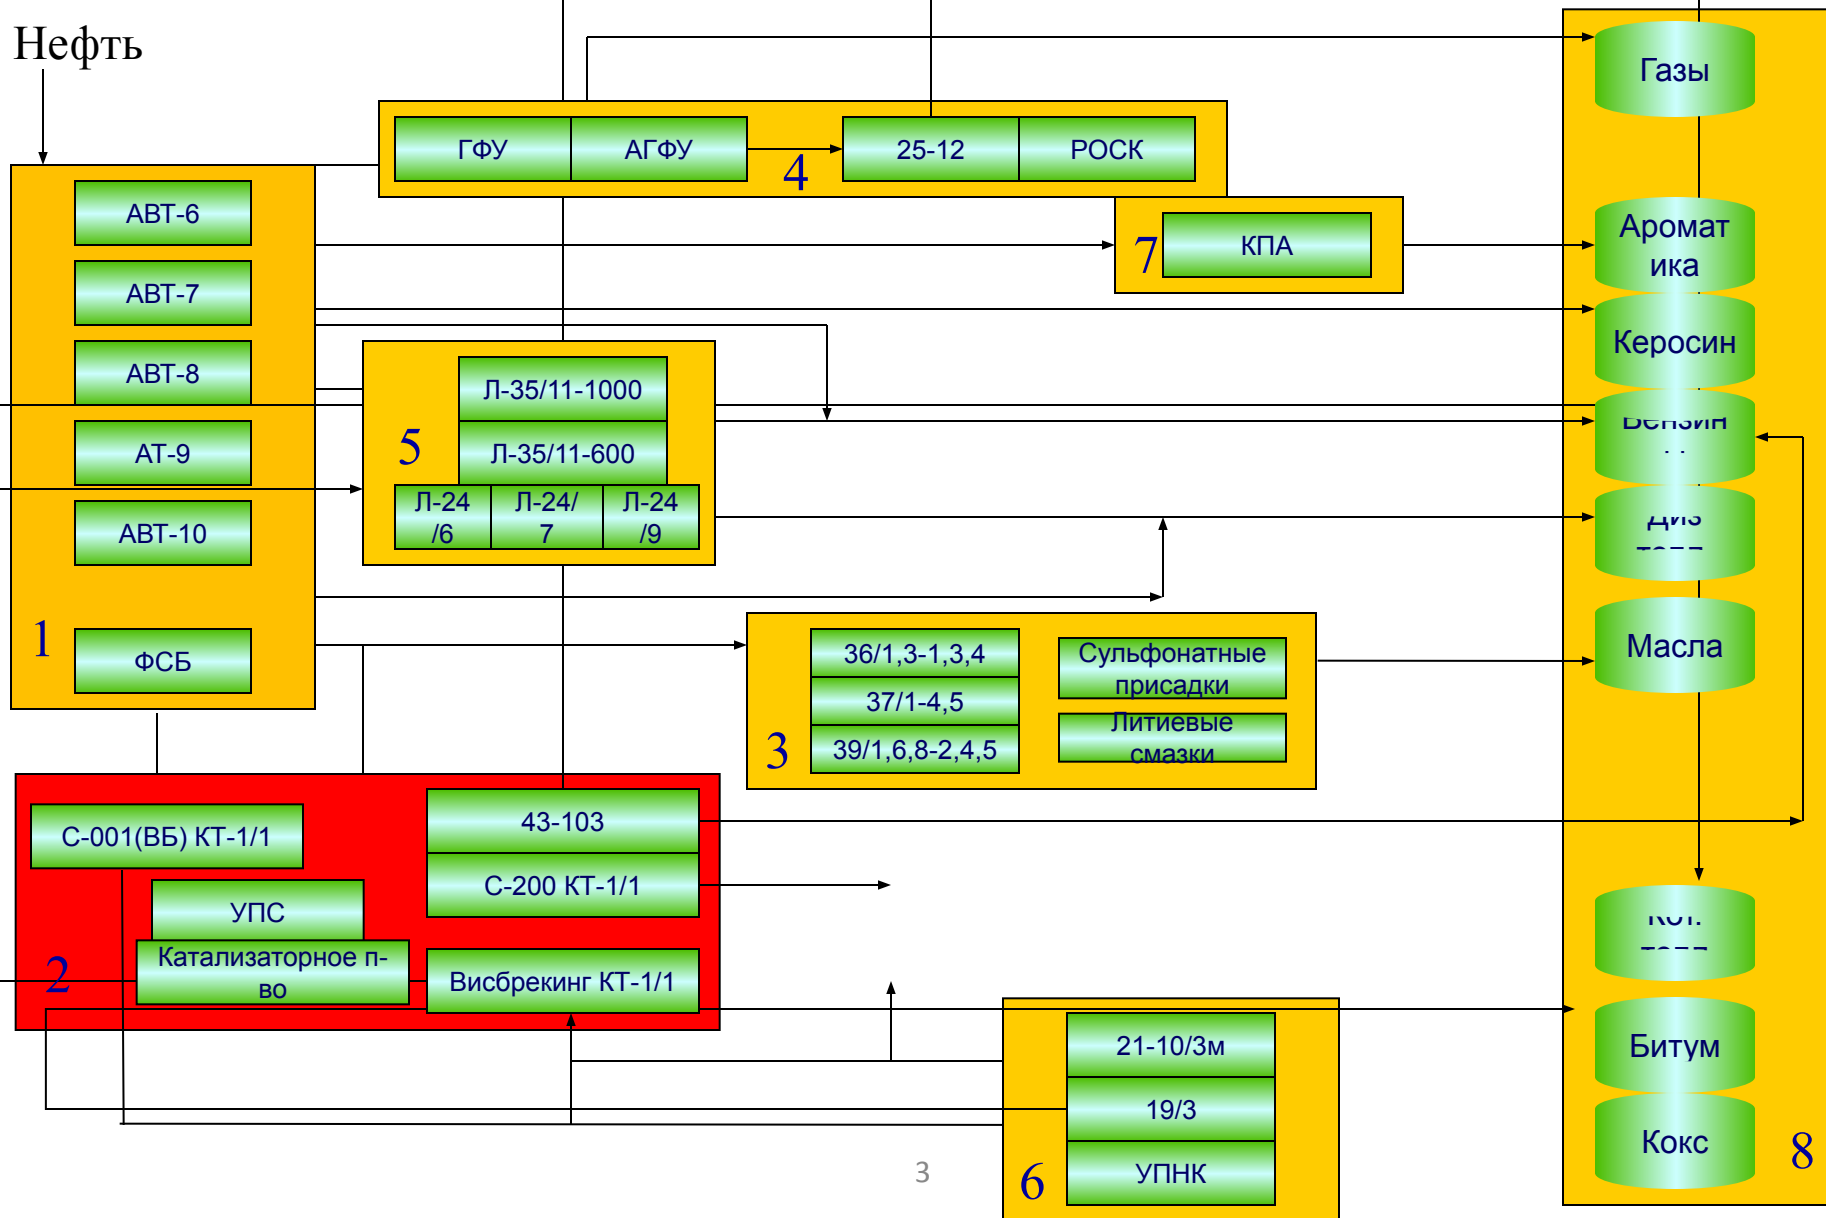 Нефть
Газы
ГФУ
АГФУ
4
25-12
РОСК
АВТ-6
Аромат
ика
7
КПА
АВТ-7
Керосин
АВТ-8
Л-35/11-1000
5
АТ-9
Л-35/11-600
Л-24
/6
Л-24/
7
Л-24
/9
АВТ-10
1
ФСБ
36/1,3-1,3,4
37/1-4,5
39/1,6,8-2,4,5
3
Сульфонатные
присадки
Литиевые
смазки
Масла
С-001(ВБ) КТ-1/1
43-103
С-200 КТ-1/1
УПС
2
Катализаторное п-
во
Висбрекинг КТ-1/1
21-10/3м
19/3
УПНК
6
Битум
Кокс
8
3